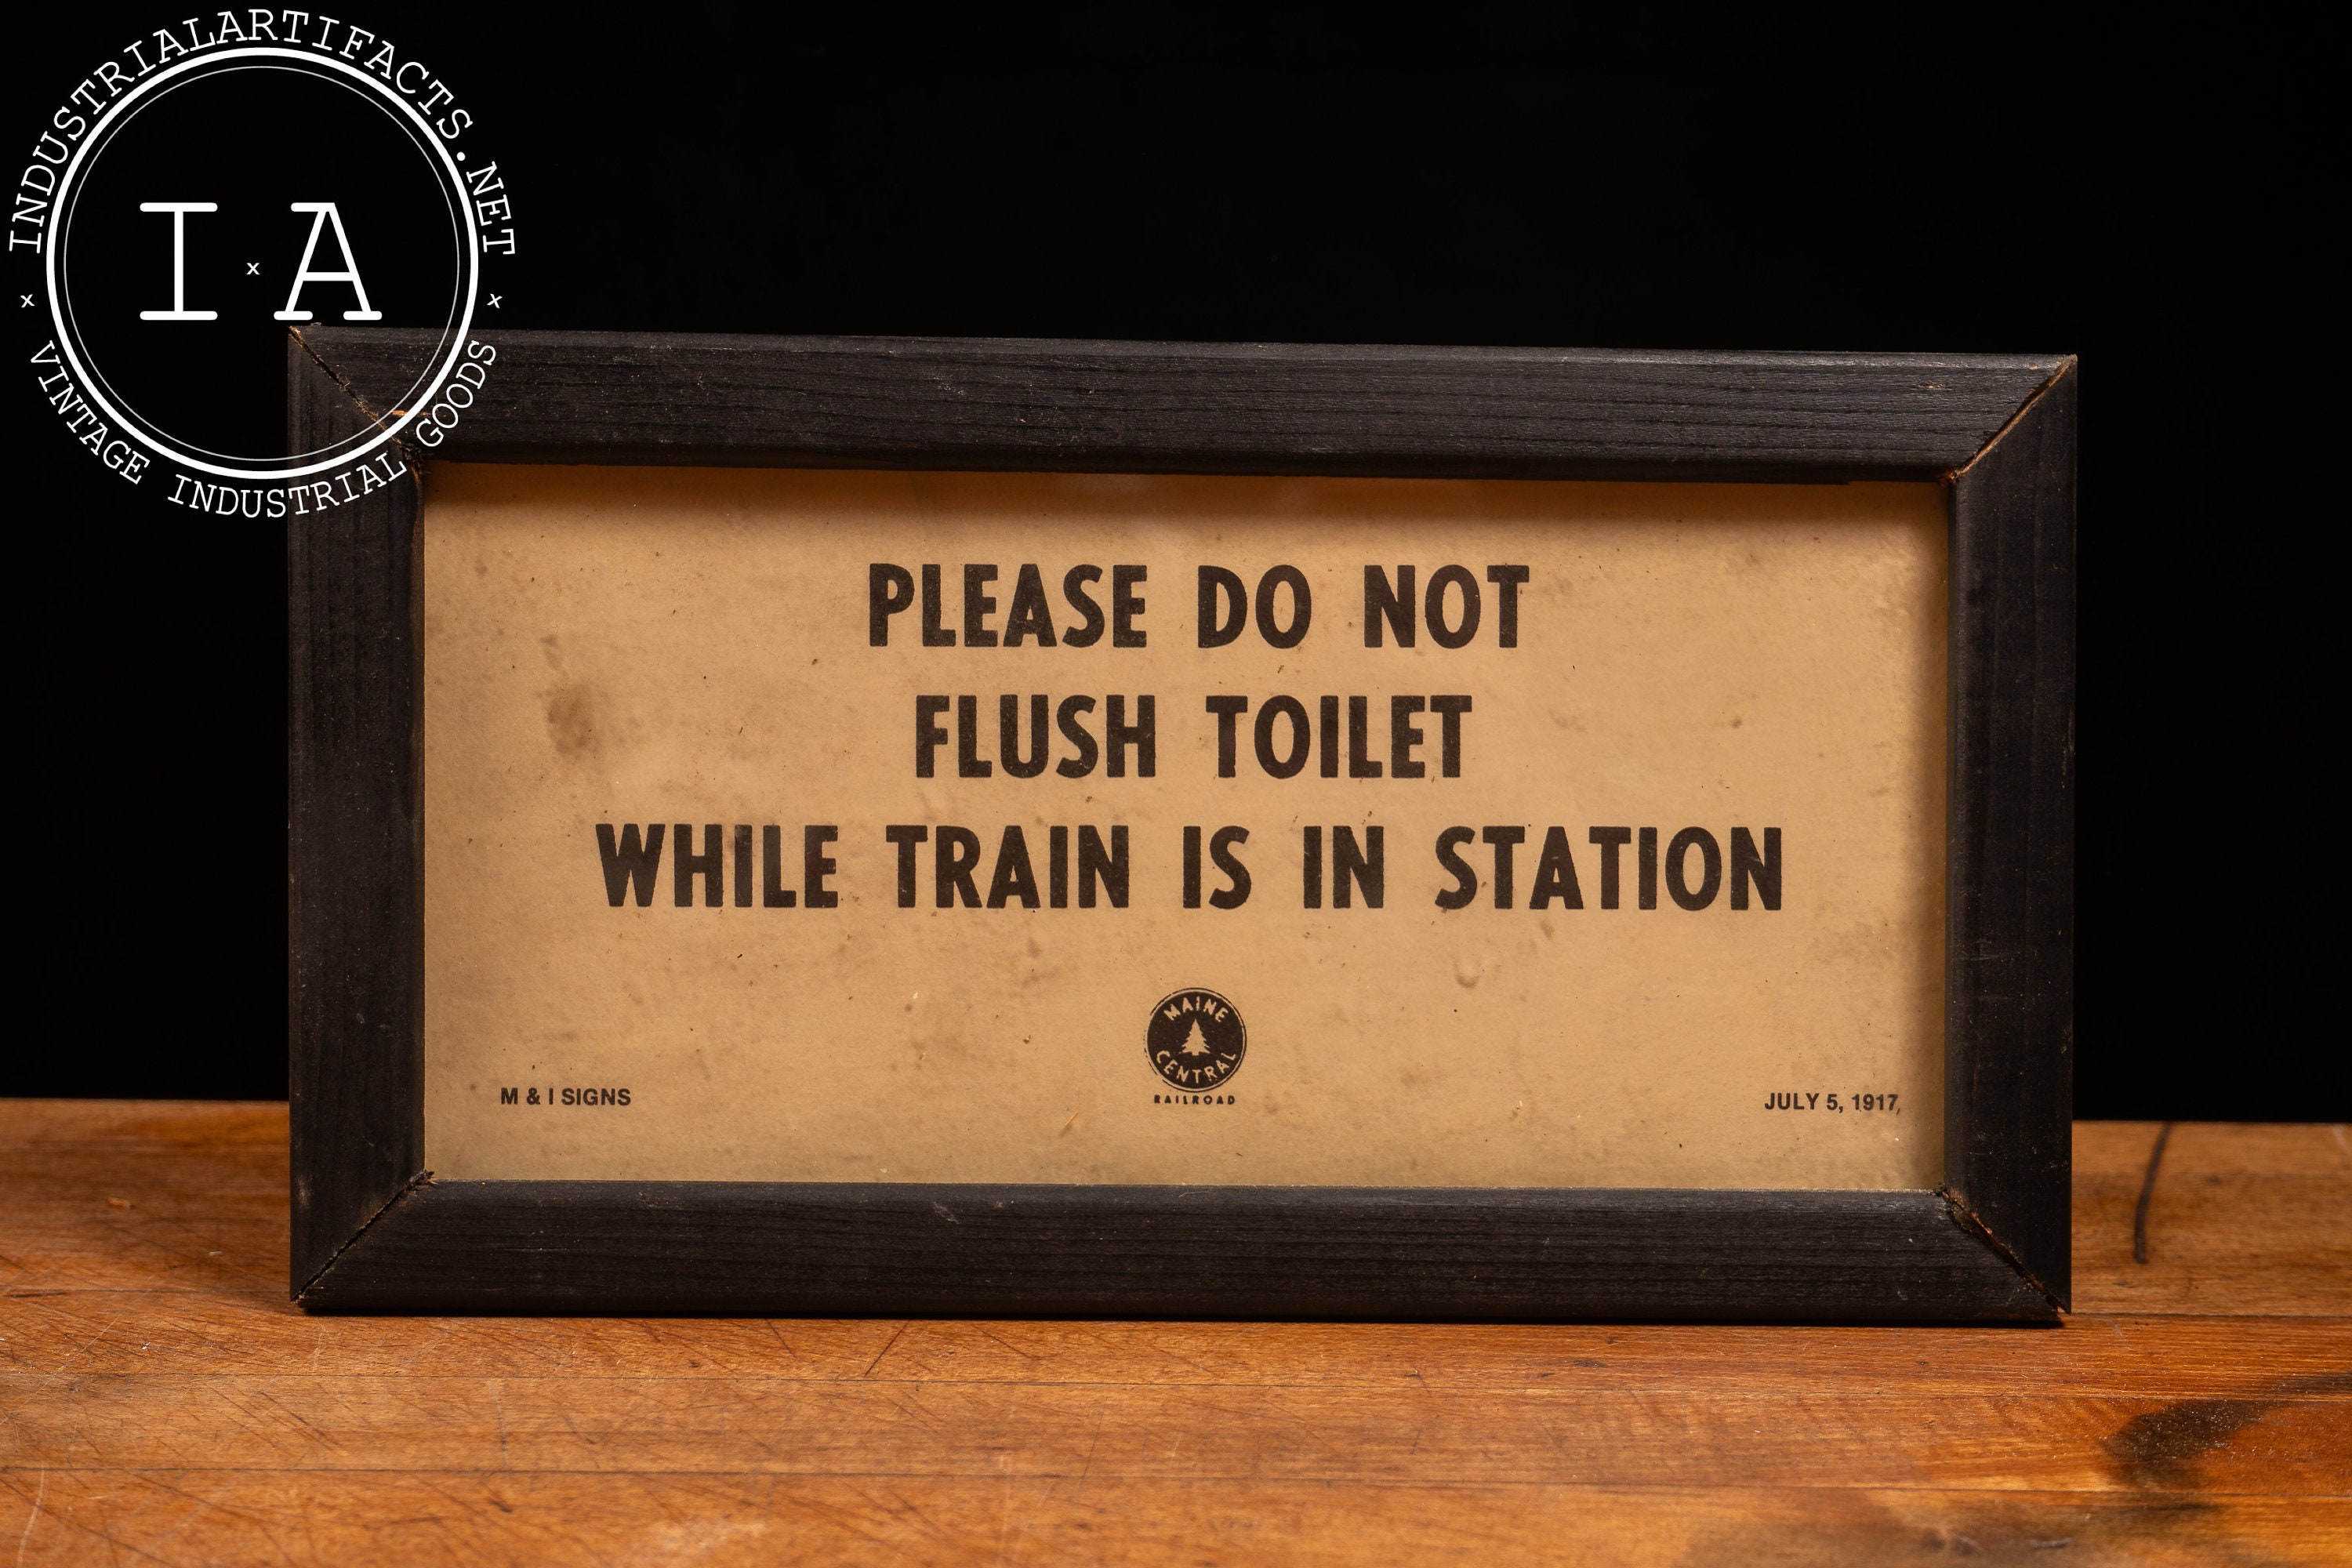 INDUSTRIALARTIFACTS.NET
I x A
x x
VINTAGE INDUSTRIAL GOODS
PLEASE DO NOT
FLUSH TOILET
WHILE TRAIN IS IN STATION
MAINE
CENTRAL
RAILROAD
M & I SIGNS
JULY 5, 1917,